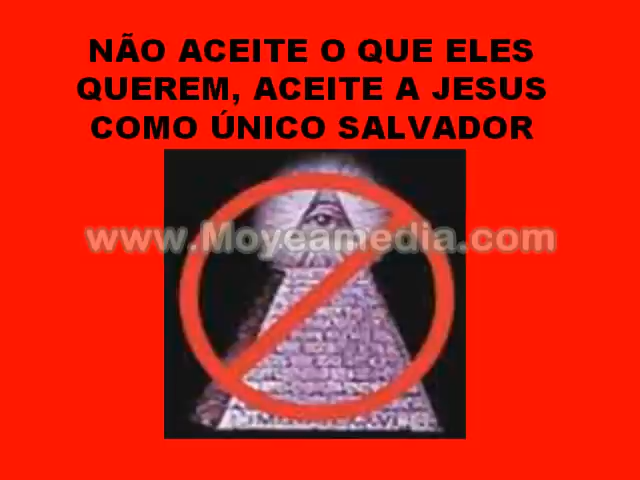 NÃO ACEITE O QUE ELES
QUEREM, ACEITE A JESUS
COMO ÚNICO SALVADOR
www.Moyeamedia.com